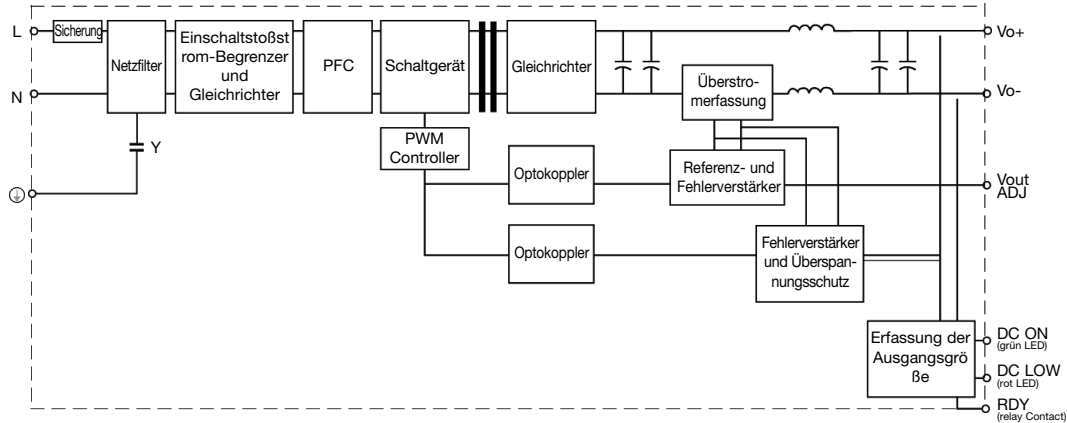 L
Sicherung
Netzfilter
Einschaltstoßst
rom-Begrenzer
und
Gleichrichter
PFC
Schaltgerät
Gleichrichter
Überstro-
merfassung
Vo+
N
Vo-
Y
PWM
Controller
Optokoppler
Referenz- und
Fehlerverstärker
Vout
ADJ
Optokoppler
Fehlerverstärker
und Überspan-
nungsschutz
Erfassung der
Ausgangsgrö
ße
DC ON
(grün LED)
DC LOW
(rot LED)
RDY
(relay Contact)